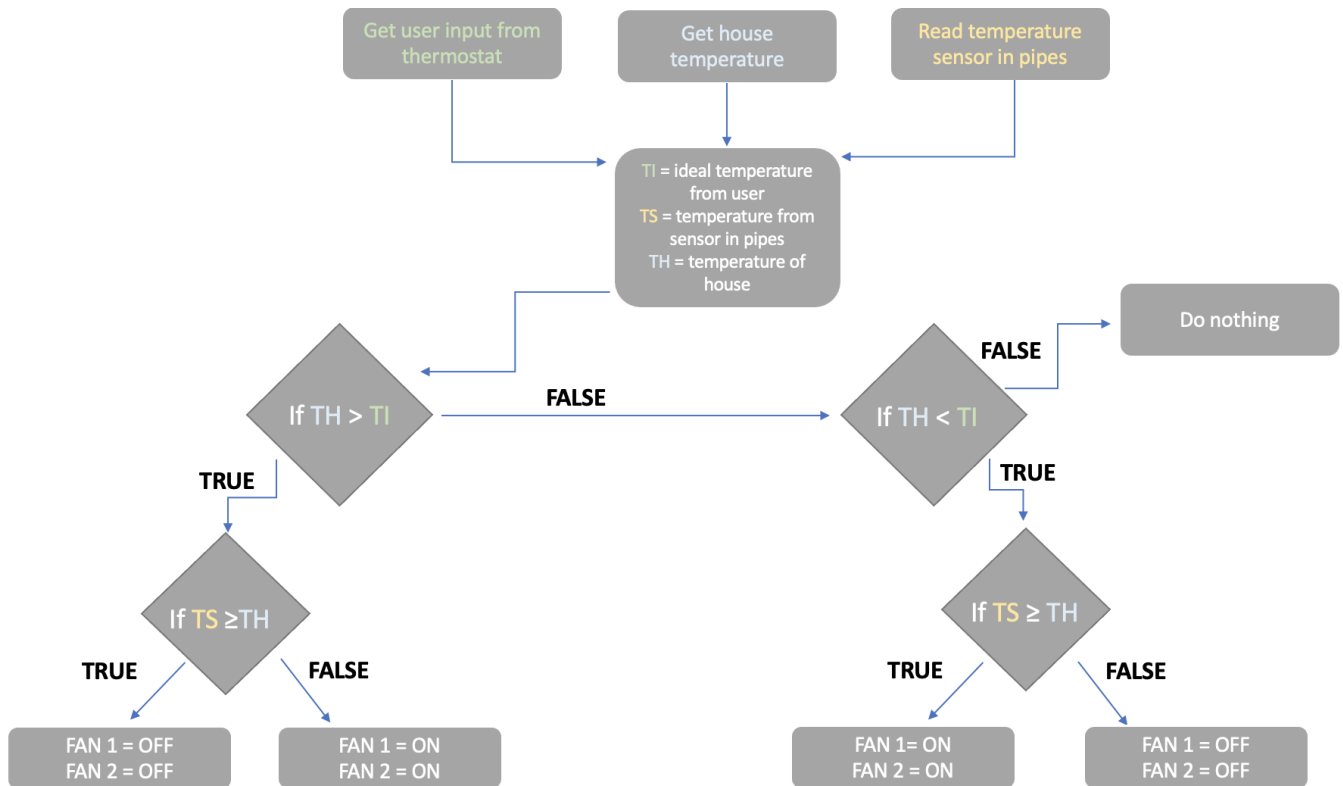 Get user input from
thermostat
Get house
temperature
Read temperature
sensor in pipes
TI = ideal temperature
from user
TS = temperature from
sensor in pipes
TH = temperature of
house
Do nothing
If TH > TI
FALSE
If TH < TI
FALSE
TRUE
TRUE
If TS ≥TH
If TS ≥ TH
TRUE
FALSE
TRUE
FALSE
FAN 1 = OFF
FAN 2 = OFF
FAN 1 = ON
FAN 2 = ON
FAN 1= ON
FAN 2 = ON
FAN 1 = OFF
FAN 2 = OFF